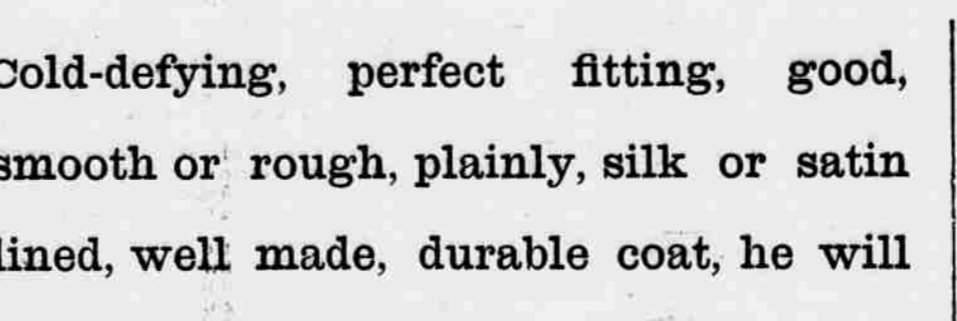 Cold-defying, perfect fitting, good,
smooth or rough, plainly, silk or satin
lined, well made, durable coat, he will